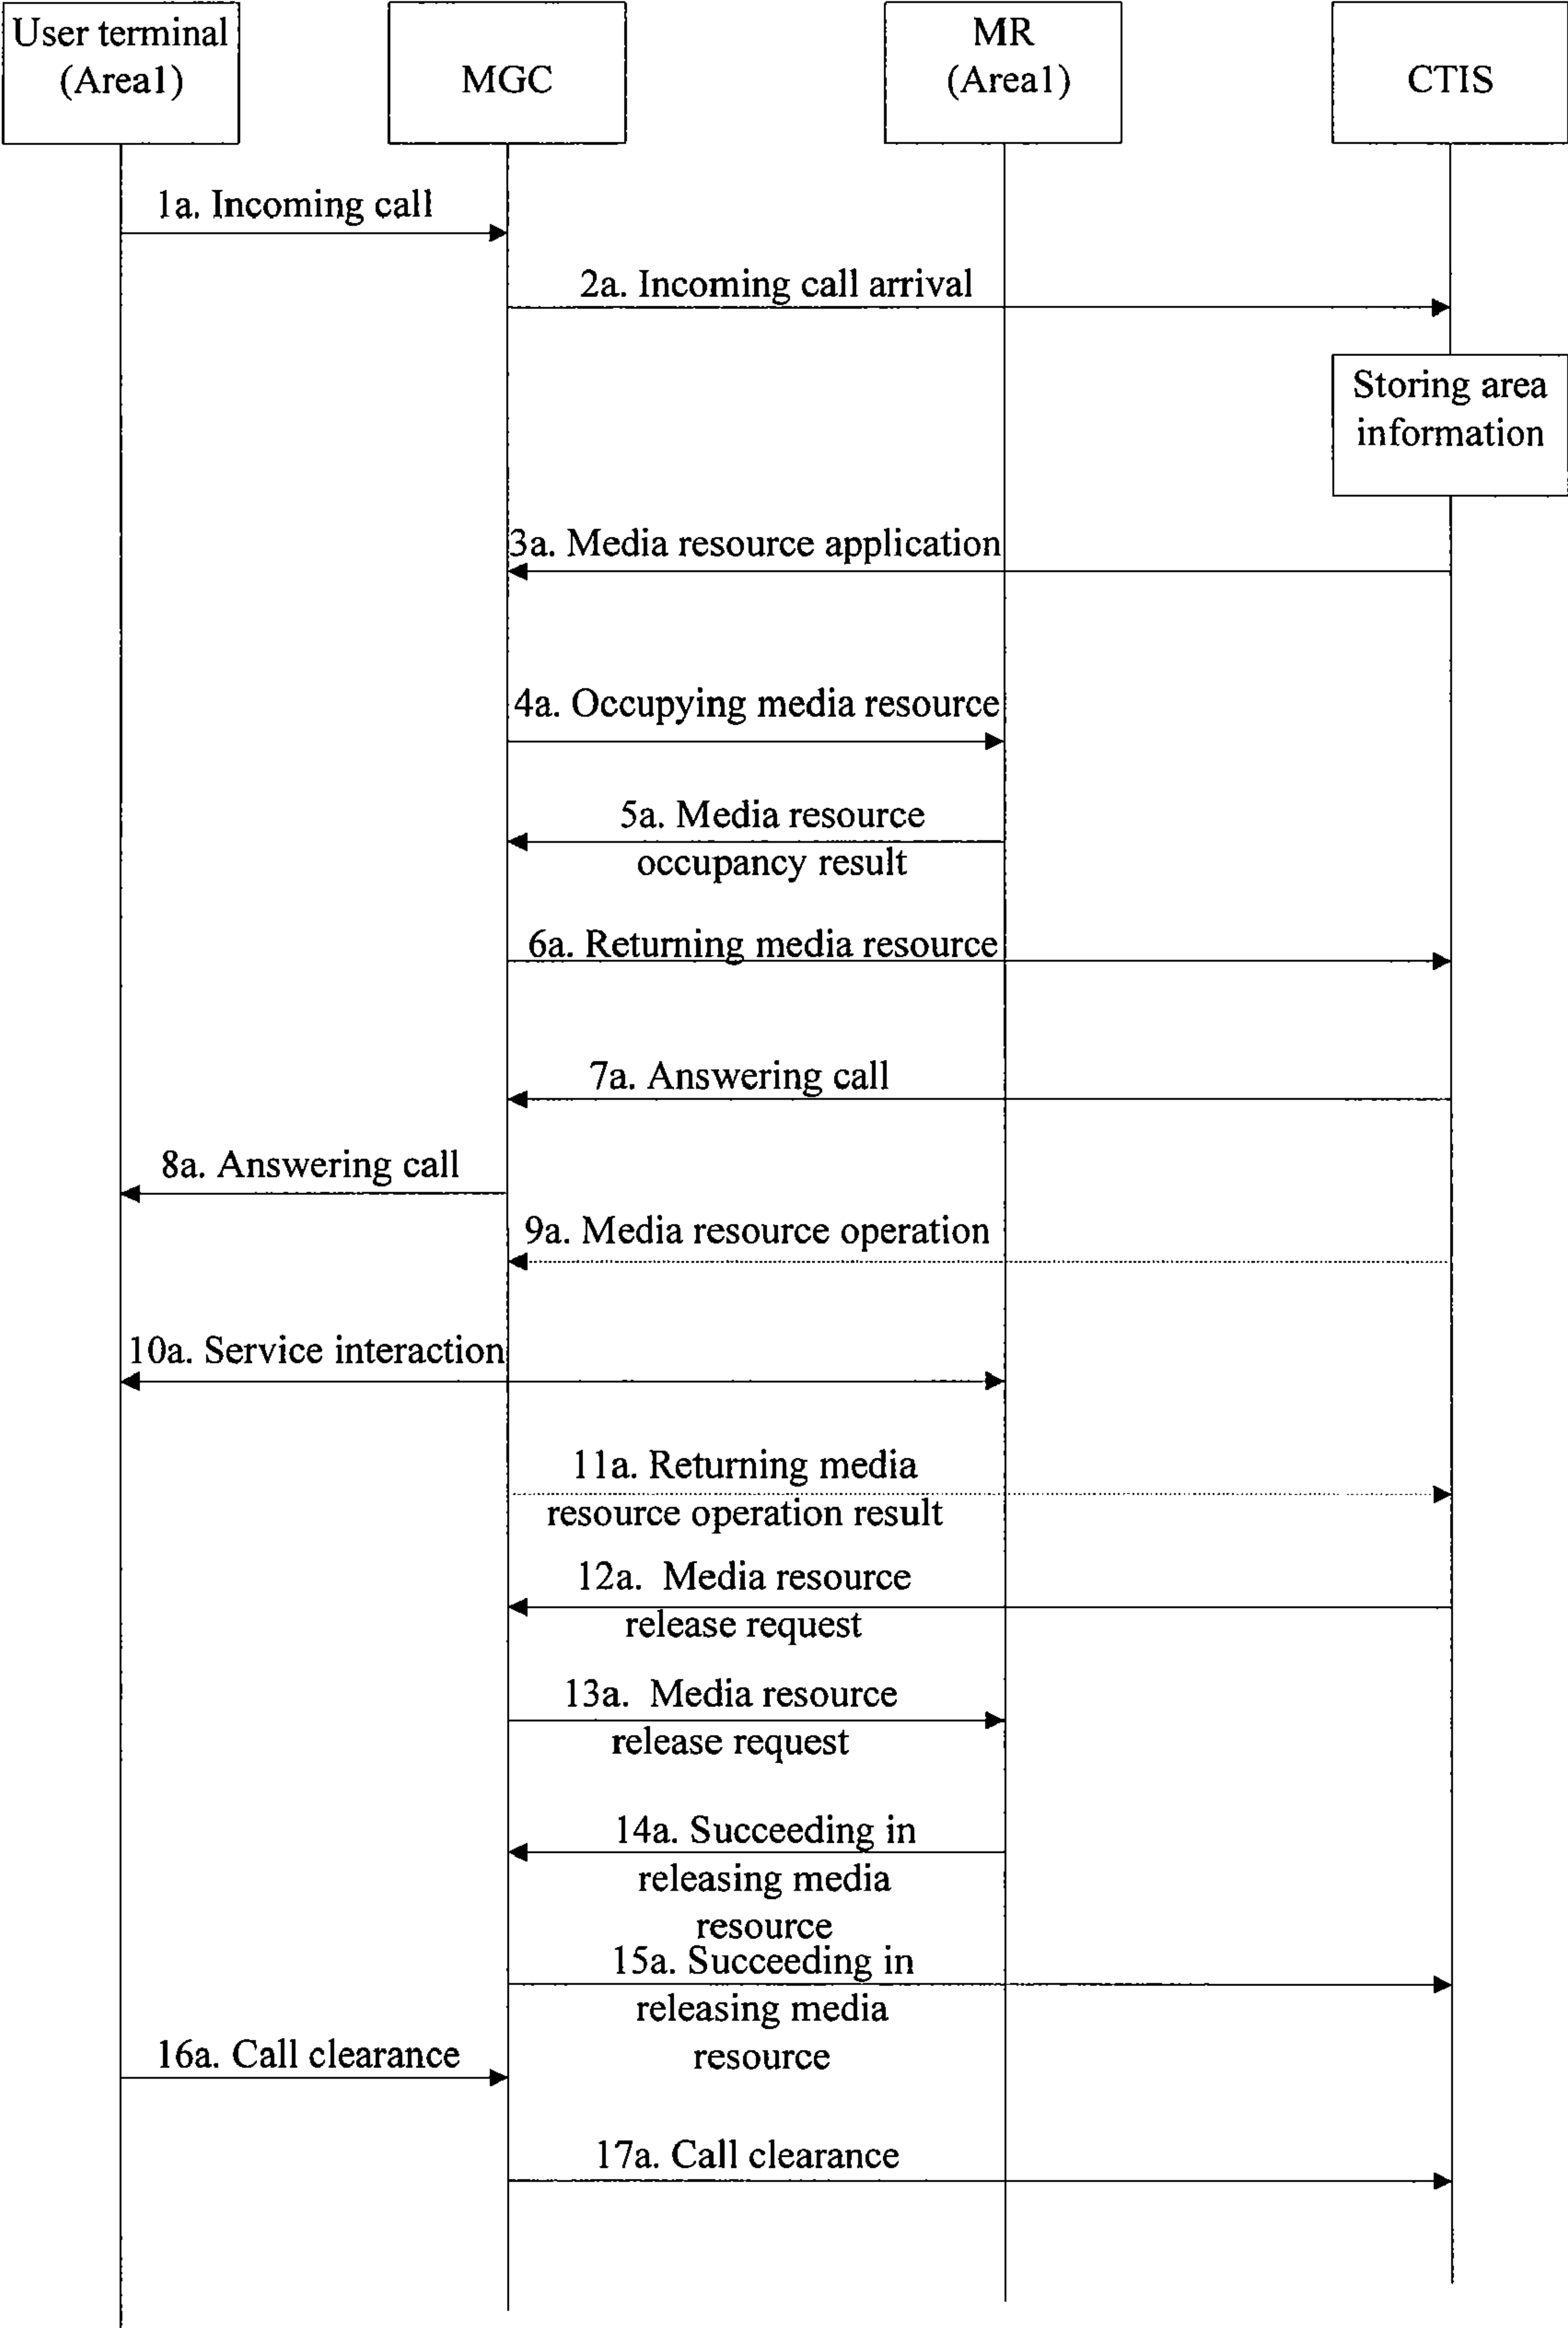 User terminal
(Area1)
MGC
MR
(Area1)
CTIS
1a. Incoming call
2a. Incoming call arrival
Storing area
information
3a. Media resource application
4a. Occupying media resource
5a. Media resource
occupancy result
6a. Returning media resource
7a. Answering call
8a. Answering call
9a. Media resource operation
10a. Service interaction
11a. Returning media
resource operation result
12a. Media resource
release request
13a. Media resource
release request
14a. Succeeding in
releasing media
resource
15a. Succeeding in
releasing media
resource
16a. Call clearance
17a. Call clearance